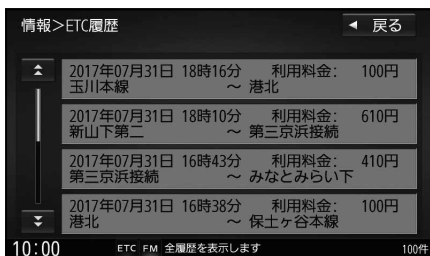 情報>ETC履歴
◀ 戻る
2017年07月31日 18時16分 利用料金: 100円
玉川本線 ～ 港北
2017年07月31日 18時10分 利用料金: 610円
新山下第二 ～ 第三京浜接続
2017年07月31日 16時43分 利用料金: 410円
第三京浜接続 ～ みなとみらい下
2017年07月31日 16時38分 利用料金: 100円
港北 ～ 保土ヶ谷本線
10:00 ETC FM 全履歴を表示します 100件